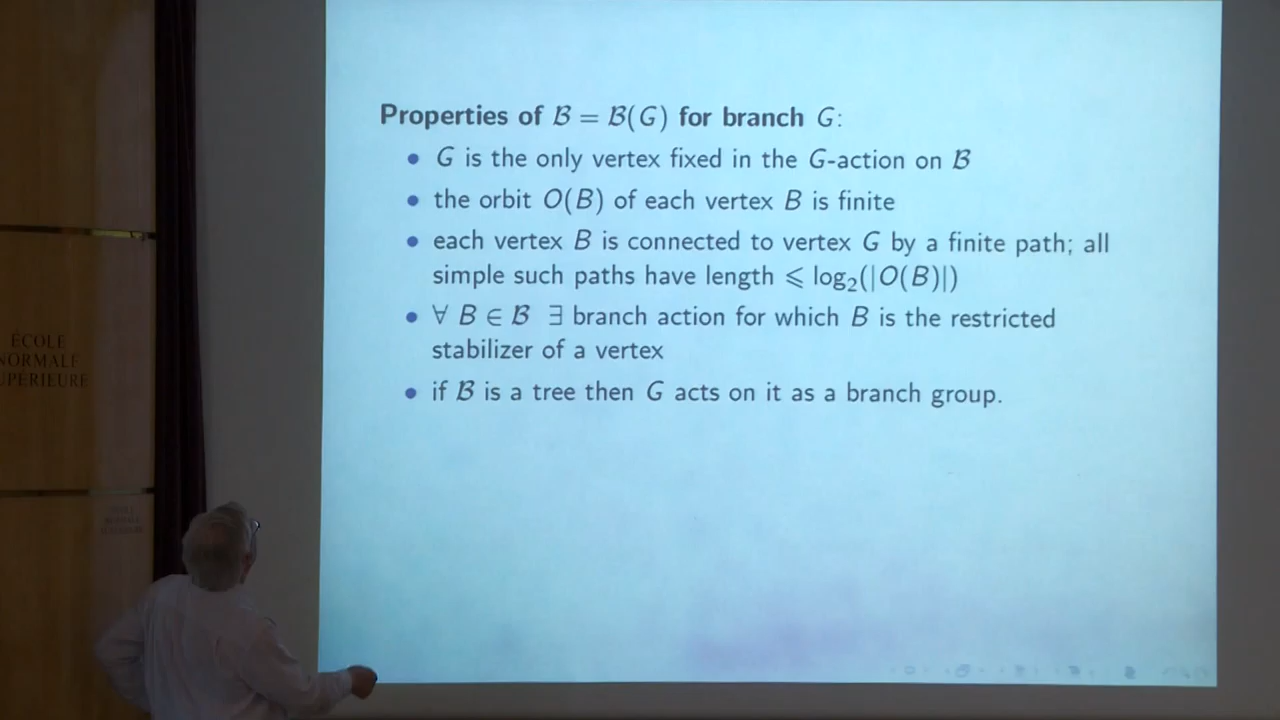 Properties of ℬ = ℬ(G) for branch G:
• G is the only vertex fixed in the G-action on ℬ
• the orbit O(B) of each vertex B is finite
• each vertex B is connected to vertex G by a finite path; all
simple such paths have length ⩽ log₂(|O(B)|)
• ∀ B ∈ ℬ ∃ branch action for which B is the restricted
stabilizer of a vertex
• if ℬ is a tree then G acts on it as a branch group.
ÉCOLE
NORMALE
SUPÉRIEURE